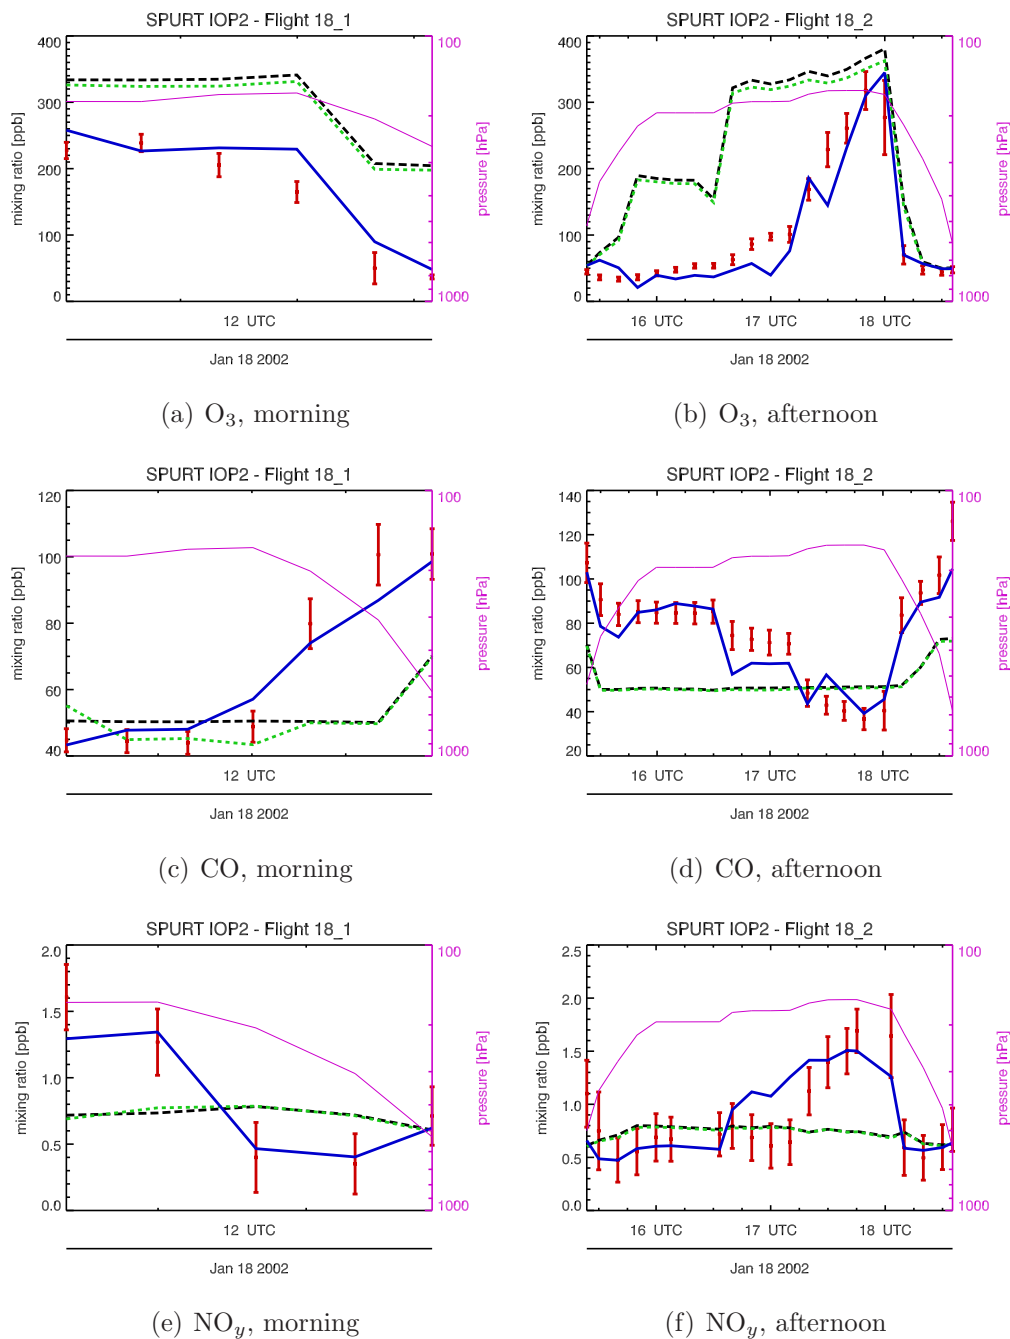 SPURT IOP2 - Flight 18_1
400
300
200
100
0
mixing ratio [ppb]
100
1000
pressure [hPa]
12 UTC
Jan 18 2002
(a) O3, morning
SPURT IOP2 - Flight 18_2
400
300
200
100
0
mixing ratio [ppb]
100
1000
pressure [hPa]
16 UTC 17 UTC 18 UTC
Jan 18 2002
(b) O3, afternoon
SPURT IOP2 - Flight 18_1
120
100
80
60
40
mixing ratio [ppb]
100
1000
pressure [hPa]
12 UTC
Jan 18 2002
(c) CO, morning
SPURT IOP2 - Flight 18_2
140
120
100
80
60
40
20
mixing ratio [ppb]
100
1000
pressure [hPa]
16 UTC 17 UTC 18 UTC
Jan 18 2002
(d) CO, afternoon
SPURT IOP2 - Flight 18_1
2.0
1.5
1.0
0.5
0.0
mixing ratio [ppb]
100
1000
pressure [hPa]
12 UTC
Jan 18 2002
(e) NOy, morning
SPURT IOP2 - Flight 18_2
2.5
2.0
1.5
1.0
0.5
0.0
mixing ratio [ppb]
100
1000
pressure [hPa]
16 UTC 17 UTC 18 UTC
Jan 18 2002
(f) NOy, afternoon